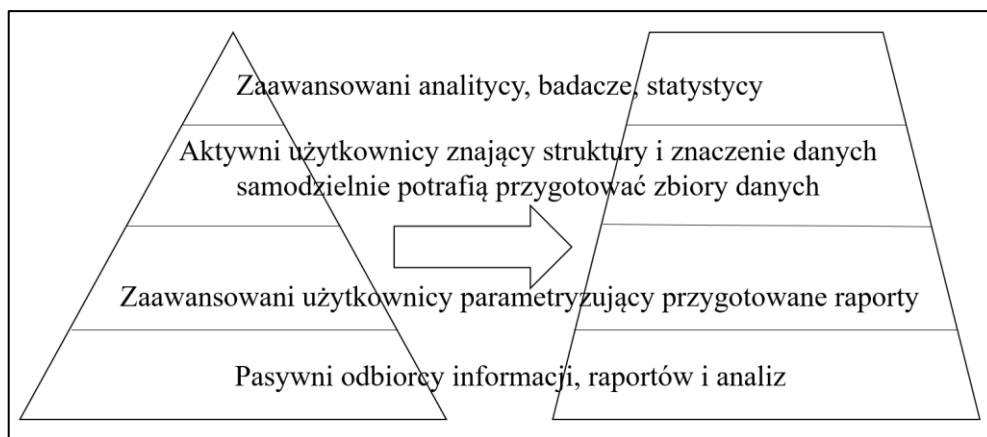 Zaawansowani analitycy, badacze, statystycy
Aktywni użytkownicy znający struktury i znaczenie danych
samodzielnie potrafią przygotować zbiory danych
Zaawansowani użytkownicy parametryzujący przygotowane raporty
Pasywni odbiorcy informacji, raportów i analiz